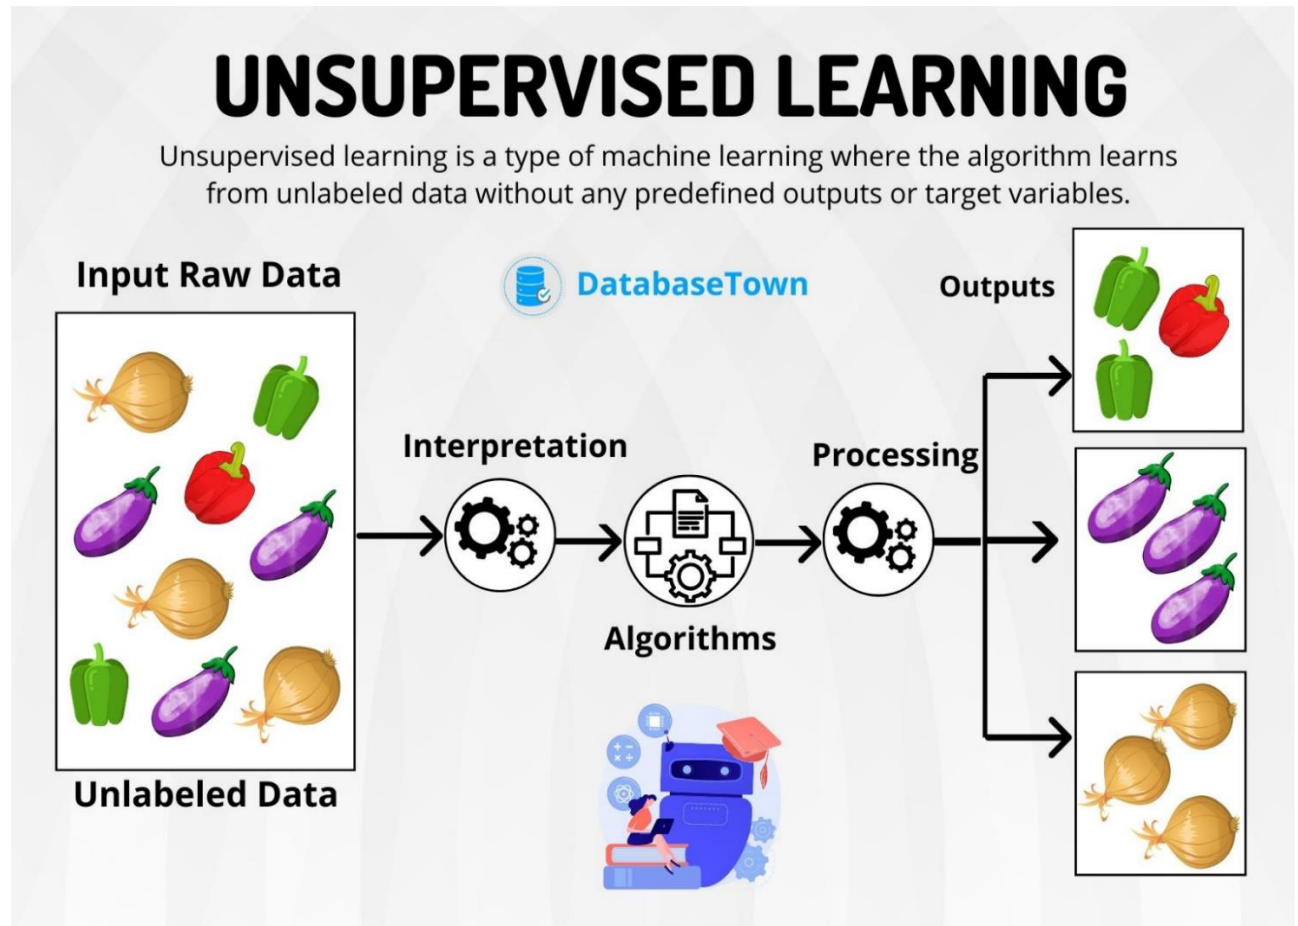 UNSUPERVISED LEARNING
Unsupervised learning is a type of machine learning where the algorithm learns
from unlabeled data without any predefined outputs or target variables.
Input Raw Data
DatabaseTown
Outputs
Interpretation
Processing
Algorithms
Unlabeled Data